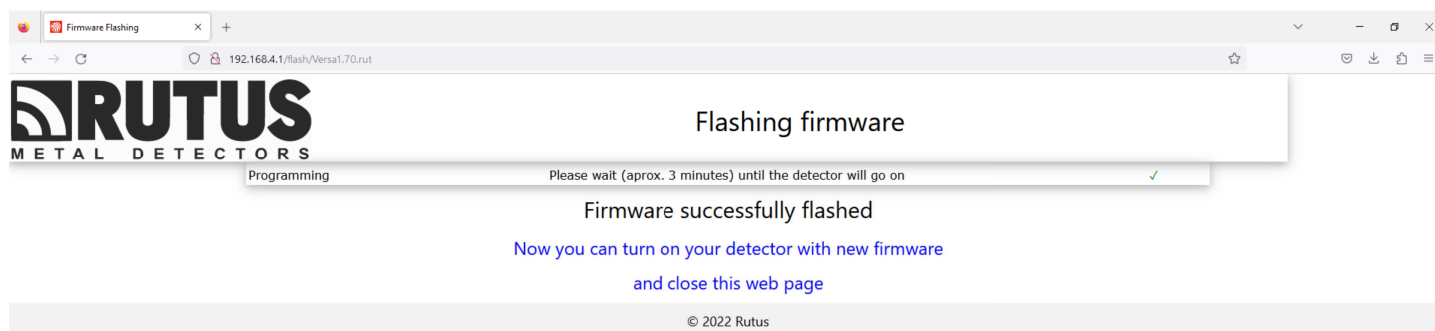 Firmware Flashing
192.168.4.1/flash/Versa1.70.rut
RUTUS
METAL DETECTORS
Flashing firmware
Programming Please wait (aprox. 3 minutes) until the detector will go on ✓
Firmware successfully flashed
Now you can turn on your detector with new firmware
and close this web page
© 2022 Rutus